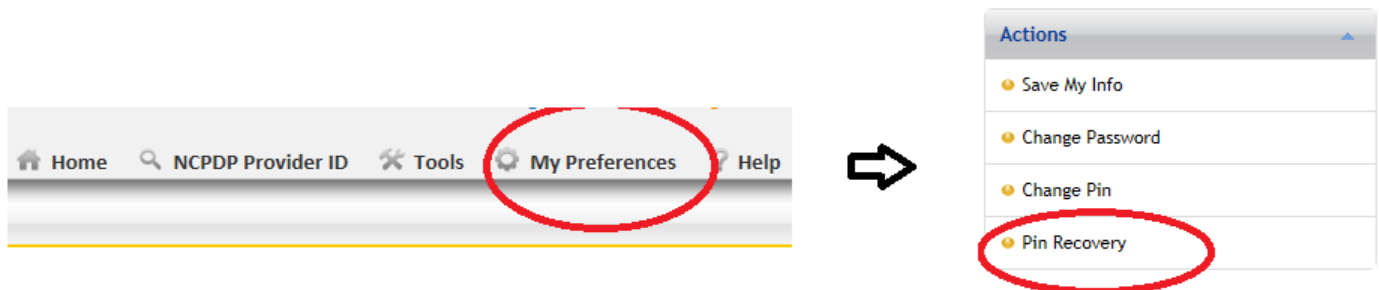 Home NCPDP Provider ID Tools My Preferences Help
Actions
Save My Info
Change Password
Change Pin
Pin Recovery